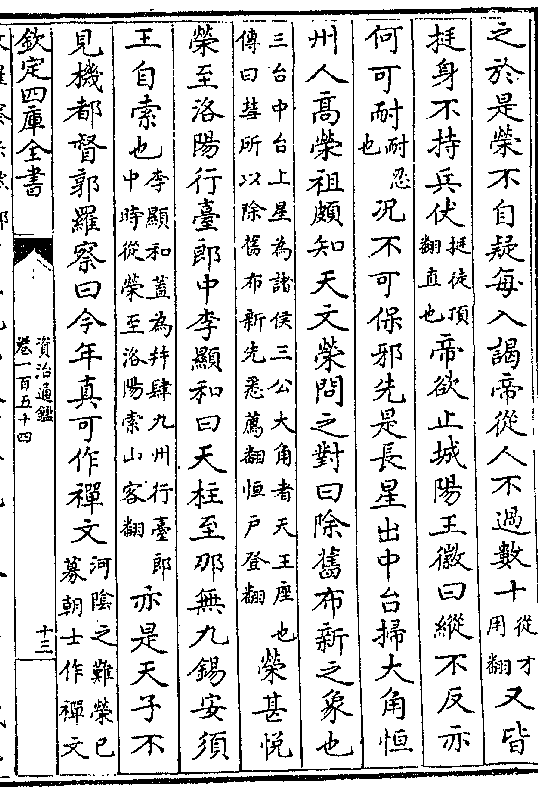 之於是榮不自疑每入謁帝從人不過數十從才用翻又皆
挺身不持兵仗挺徒頂翻直也帝欲止城陽王徽曰縱不反亦
何可耐耐忍也况不可保邪先是長星出中台掃大角恒
州人高榮祖頗知天文榮問之對曰除舊布新之象也
三台中台上星為諸侯三公大角者天王座也傳曰彗所以除舊布新先悉薦翻恒戶登翻榮甚悦
榮至洛陽行臺郎中李顯和曰天柱至那無九錫安須
王自索也李顯和蓋為并肆九州行臺郎中時從榮至洛陽索山客翻亦是天子不
見機都督郭羅察曰今年真可作禪文河隂之難榮已募朝士作禪文
欽定四庫全書
資治通鑑
卷一百五十四
十三